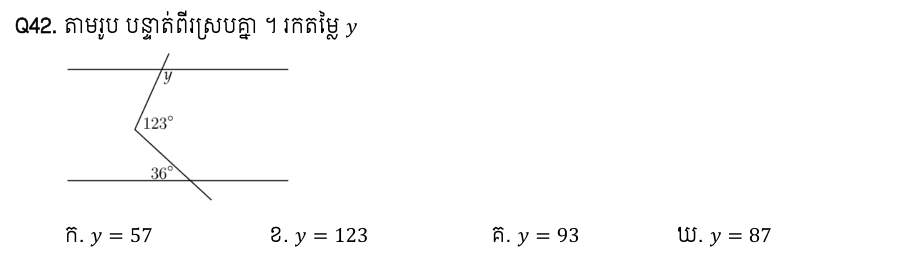 Q42. តាមរូប បន្ទាត់ពីរស្របគ្នា ។ រកតម្លៃ y
y
123°
36°
ក. y = 57 ខ. y = 123 គ. y = 93 ឃ. y = 87